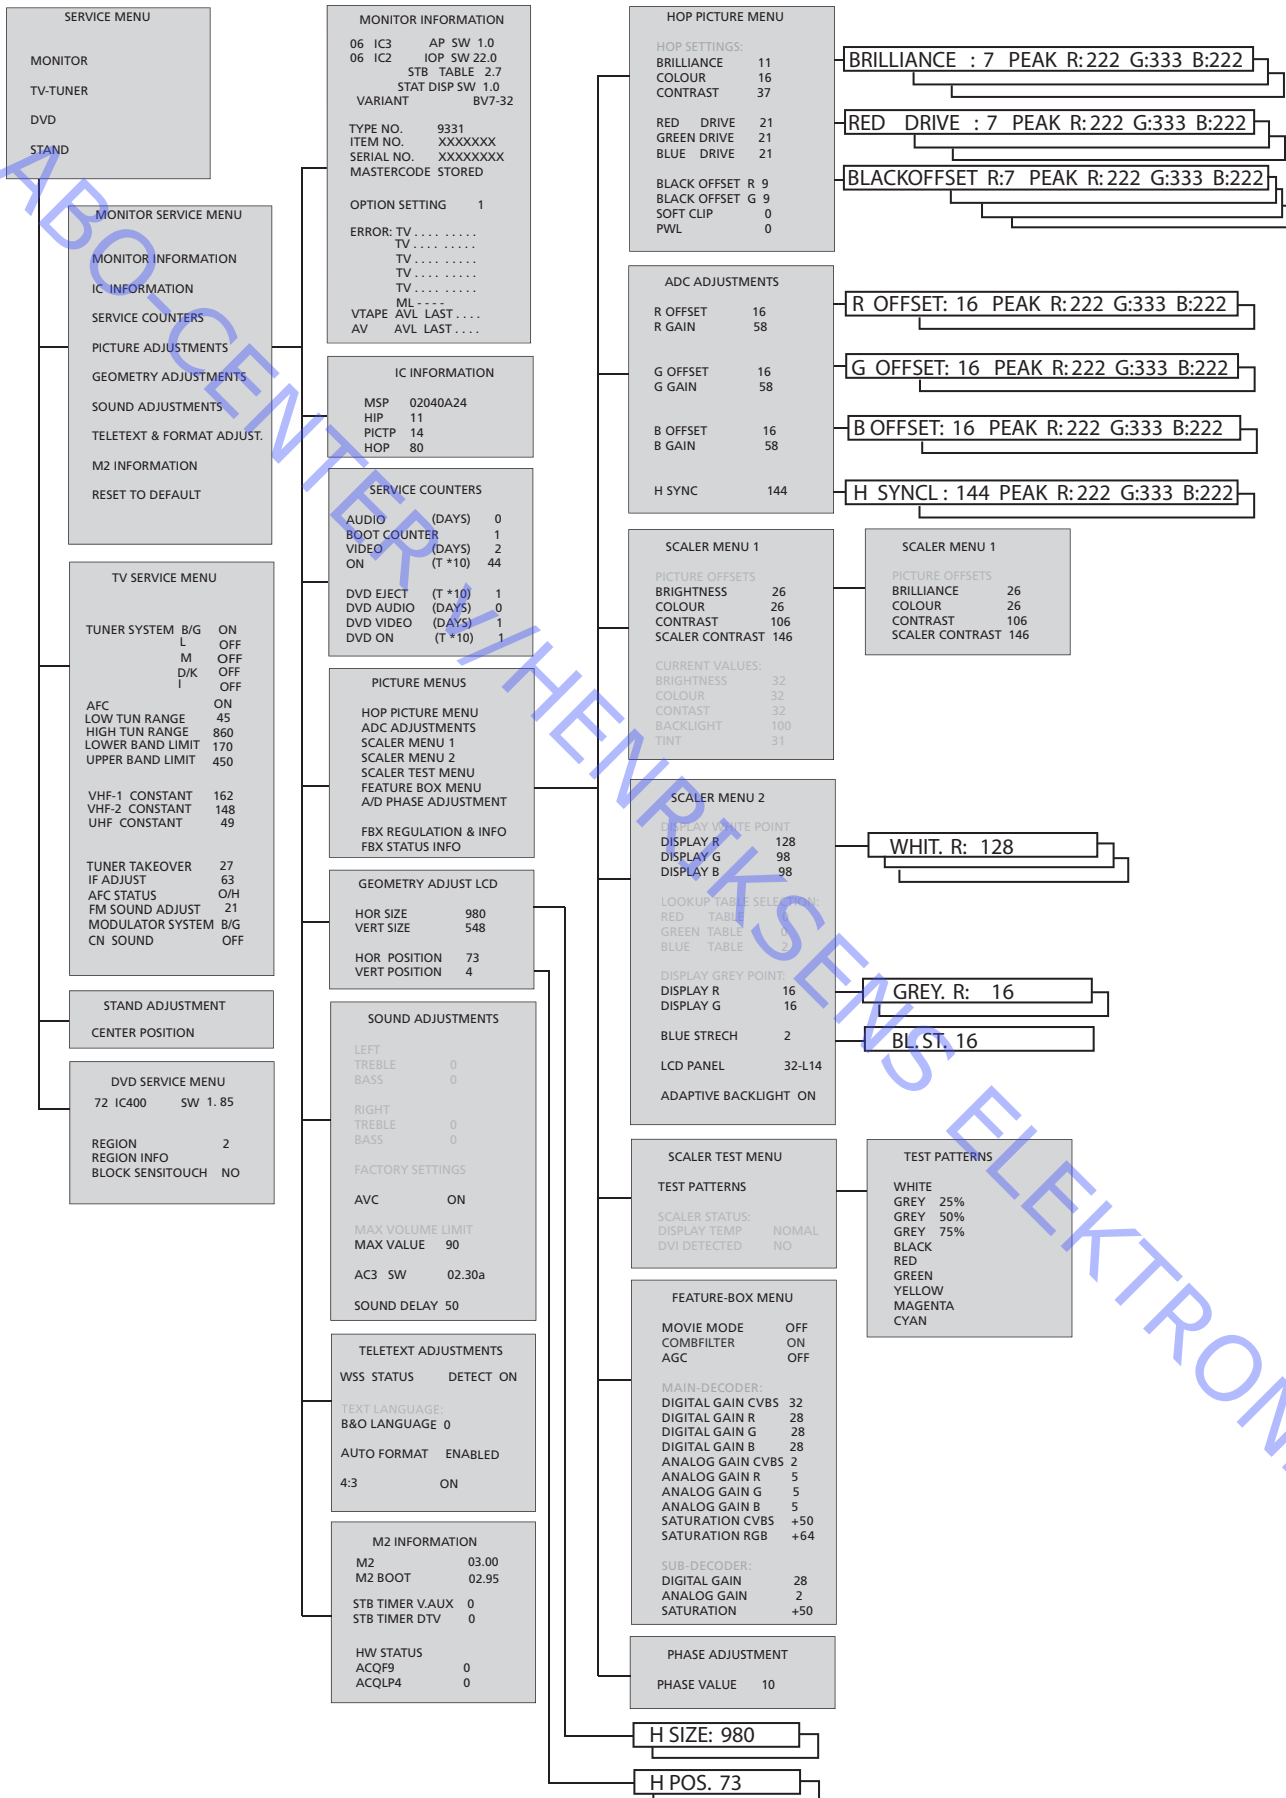 SERVICE MENU
MONITOR
TV-TUNER
DVD
STAND
MONITOR SERVICE MENU
MONITOR INFORMATION
IC INFORMATION
SERVICE COUNTERS
PICTURE ADJUSTMENTS
GEOMETRY ADJUSTMENTS
SOUND ADJUSTMENTS
TELETEXT & FORMAT ADJUST.
M2 INFORMATION
RESET TO DEFAULT
TV SERVICE MENU
TUNER SYSTEM B/G ON
L OFF
M OFF
D/K OFF
I OFF
AFC ON
LOW TUN RANGE 45
HIGH TUN RANGE 860
LOWER BAND LIMIT 170
UPPER BAND LIMIT 450
VHF-1 CONSTANT 162
VHF-2 CONSTANT 148
UHF CONSTANT 49
TUNER TAKEOVER 27
IF ADJUST 63
AFC STATUS O/H
FM SOUND ADJUST 21
MODULATOR SYSTEM B/G
CN SOUND OFF
STAND ADJUSTMENT
CENTER POSITION
DVD SERVICE MENU
72 IC400 SW 1. 85
REGION 2
REGION INFO
BLOCK SENSITOUCH NO
MONITOR INFORMATION
06 IC3 AP SW 1.0
06 IC2 IOP SW 22.0
STB TABLE 2.7
STAT DISP SW 1.0
VARIANT BV7-32
TYPE NO. 9331
ITEM NO. XXXXXXX
SERIAL NO. XXXXXXXX
MASTERCODE STORED
OPTION SETTING 1
ERROR: TV . . . . . . . . .
TV . . . . . . . . .
TV . . . . . . . . .
TV . . . . . . . . .
TV . . . . . . . . .
ML - - - -
VTAPE AVL LAST . . . .
AV AVL LAST . . . .
IC INFORMATION
MSP 02040A24
HIP 11
PICTP 14
HOP 80
SERVICE COUNTERS
AUDIO (DAYS) 0
BOOT COUNTER 1
VIDEO (DAYS) 2
ON (T *10) 44
DVD EJECT (T *10) 1
DVD AUDIO (DAYS) 0
DVD VIDEO (DAYS) 1
DVD ON (T *10) 1
PICTURE MENUS
HOP PICTURE MENU
ADC ADJUSTMENTS
SCALER MENU 1
SCALER MENU 2
SCALER TEST MENU
FEATURE BOX MENU
A/D PHASE ADJUSTMENT
FBX REGULATION & INFO
FBX STATUS INFO
GEOMETRY ADJUST LCD
HOR SIZE 980
VERT SIZE 548
HOR POSITION 73
VERT POSITION 4
SOUND ADJUSTMENTS
LEFT
TREBLE 0
BASS 0
RIGHT
TREBLE 0
BASS 0
FACTORY SETTINGS
AVC ON
MAX VOLUME LIMIT
MAX VALUE 90
AC3 SW 02.30a
SOUND DELAY 50
TELETEXT ADJUSTMENTS
WSS STATUS DETECT ON
TEXT LANGUAGE:
B&O LANGUAGE 0
AUTO FORMAT ENABLED
4:3 ON
M2 INFORMATION
M2 03.00
M2 BOOT 02.95
STB TIMER V.AUX 0
STB TIMER DTV 0
HW STATUS
ACQF9 0
ACQLP4 0
HOP PICTURE MENU
HOP SETTINGS:
BRILLIANCE 11
COLOUR 16
CONTRAST 37
RED DRIVE 21
GREEN DRIVE 21
BLUE DRIVE 21
BLACK OFFSET R 9
BLACK OFFSET G 9
SOFT CLIP 0
PWL 0
BRILLIANCE : 7 PEAK R:222 G:333 B:222
RED DRIVE : 7 PEAK R:222 G:333 B:222
BLACKOFFSET R:7 PEAK R:222 G:333 B:222
ADC ADJUSTMENTS
R OFFSET 16
R GAIN 58
G OFFSET 16
G GAIN 58
B OFFSET 16
B GAIN 58
H SYNC 144
R OFFSET: 16 PEAK R:222 G:333 B:222
G OFFSET: 16 PEAK R:222 G:333 B:222
B OFFSET: 16 PEAK R:222 G:333 B:222
H SYNCL : 144 PEAK R:222 G:333 B:222
SCALER MENU 1
PICTURE OFFSETS
BRIGHTNESS 26
COLOUR 26
CONTRAST 106
SCALER CONTRAST 146
CURRENT VALUES:
BRIGHTNESS 32
COLOUR 32
CONTAST 32
BACKLIGHT 100
TINT 31
SCALER MENU 1
PICTURE OFFSETS
BRILLIANCE 26
COLOUR 26
CONTRAST 106
SCALER CONTRAST 146
SCALER MENU 2
DISPLAY WHITE POINT
DISPLAY R 128
DISPLAY G 98
DISPLAY B 98
LOOKUP TABLE SELECTION:
RED TABLE 0
GREEN TABLE 0
BLUE TABLE 2
DISPLAY GREY POINT:
DISPLAY R 16
DISPLAY G 16
BLUE STRECH 2
LCD PANEL 32-L14
ADAPTIVE BACKLIGHT ON
WHIT. R: 128
GREY. R: 16
BL. ST. 16
SCALER TEST MENU
TEST PATTERNS
SCALER STATUS:
DISPLAY TEMP NOMAL
DVI DETECTED NO
TEST PATTERNS
WHITE
GREY 25%
GREY 50%
GREY 75%
BLACK
RED
GREEN
YELLOW
MAGENTA
CYAN
FEATURE-BOX MENU
MOVIE MODE OFF
COMBFILTER ON
AGC OFF
MAIN-DECODER:
DIGITAL GAIN CVBS 32
DIGITAL GAIN R 28
DIGITAL GAIN G 28
DIGITAL GAIN B 28
ANALOG GAIN CVBS 2
ANALOG GAIN R 5
ANALOG GAIN G 5
ANALOG GAIN B 5
SATURATION CVBS +50
SATURATION RGB +64
SUB-DECODER:
DIGITAL GAIN 28
ANALOG GAIN 2
SATURATION +50
PHASE ADJUSTMENT
PHASE VALUE 10
H SIZE: 980
H POS. 73
ABO-CENTER v/HENRIKSENS ELEKTRON